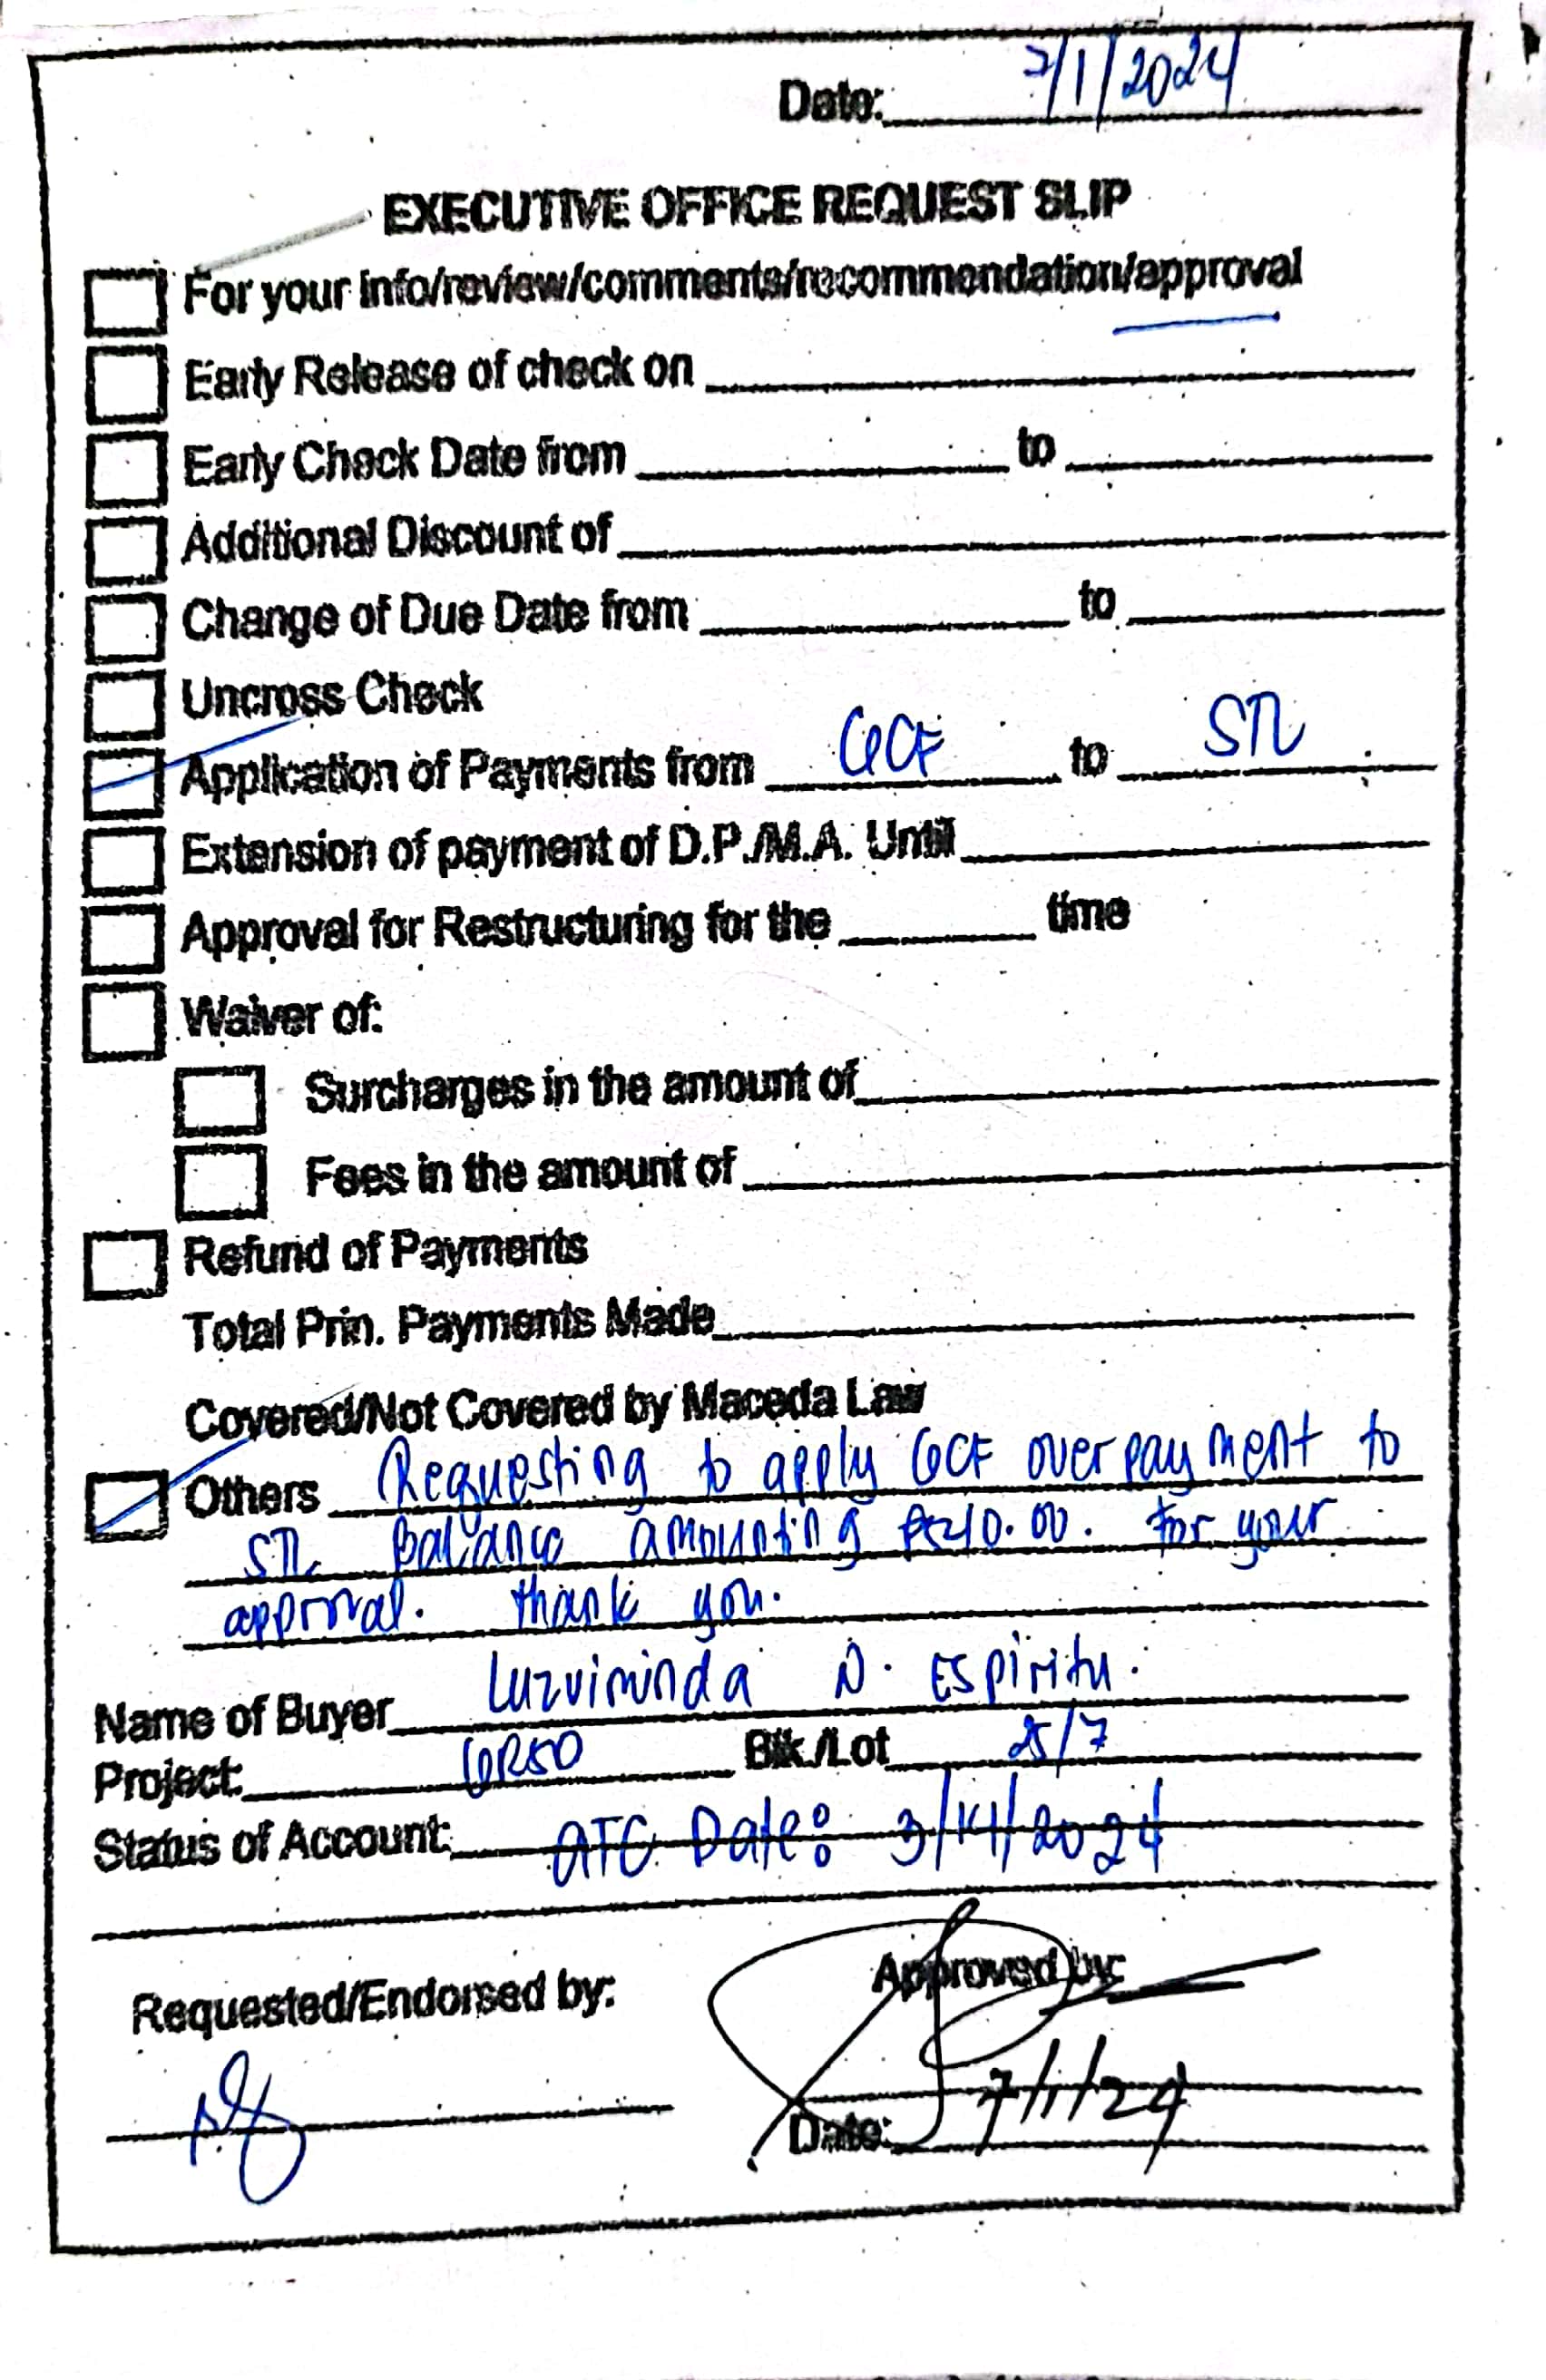 Date: 7/1/2024
EXECUTIVE OFFICE REQUEST SLIP
For your info/review/comments/recommendation/approval
Early Release of check on
Early Check Date from to
Additional Discount of
Change of Due Date from to
Uncross Check
Application of Payments from GCF to STL
Extension of payment of D.P./M.A. Until
Approval for Restructuring for the time
Waiver of:
Surcharges in the amount of
Fees in the amount of
Refund of Payments
Total Prin. Payments Made
Covered/Not Covered by Maceda Law
Others Requesting to apply GCF overpayment to
STL Balance amounting For your
approval. thank you.
Name of Buyer Luzviminda N. Espiritu.
Project: GR50 Blk./Lot 25/7
Status of Account: ATC Date: 3/14/2024
Requested/Endorsed by: Approved by:
Date: 7/1/24